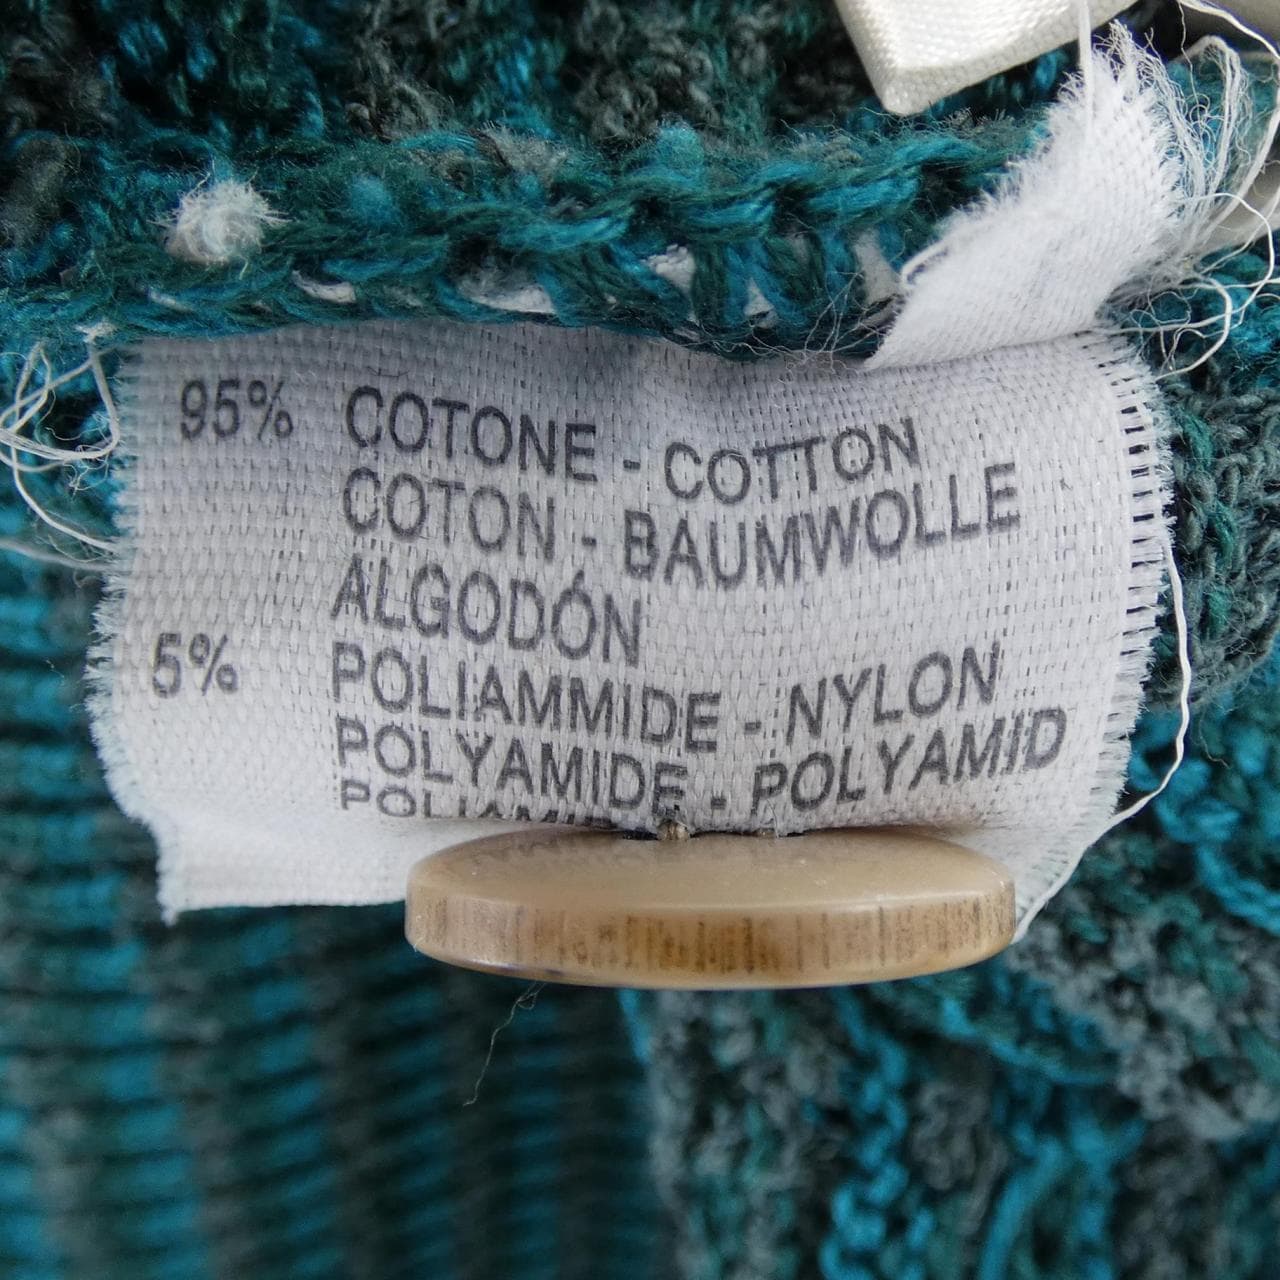 95% COTONE - COTTON
COTON - BAUMWOLLE
ALGODÓN
5% POLIAMMIDE - NYLON
POLYAMIDE - POLYAMID